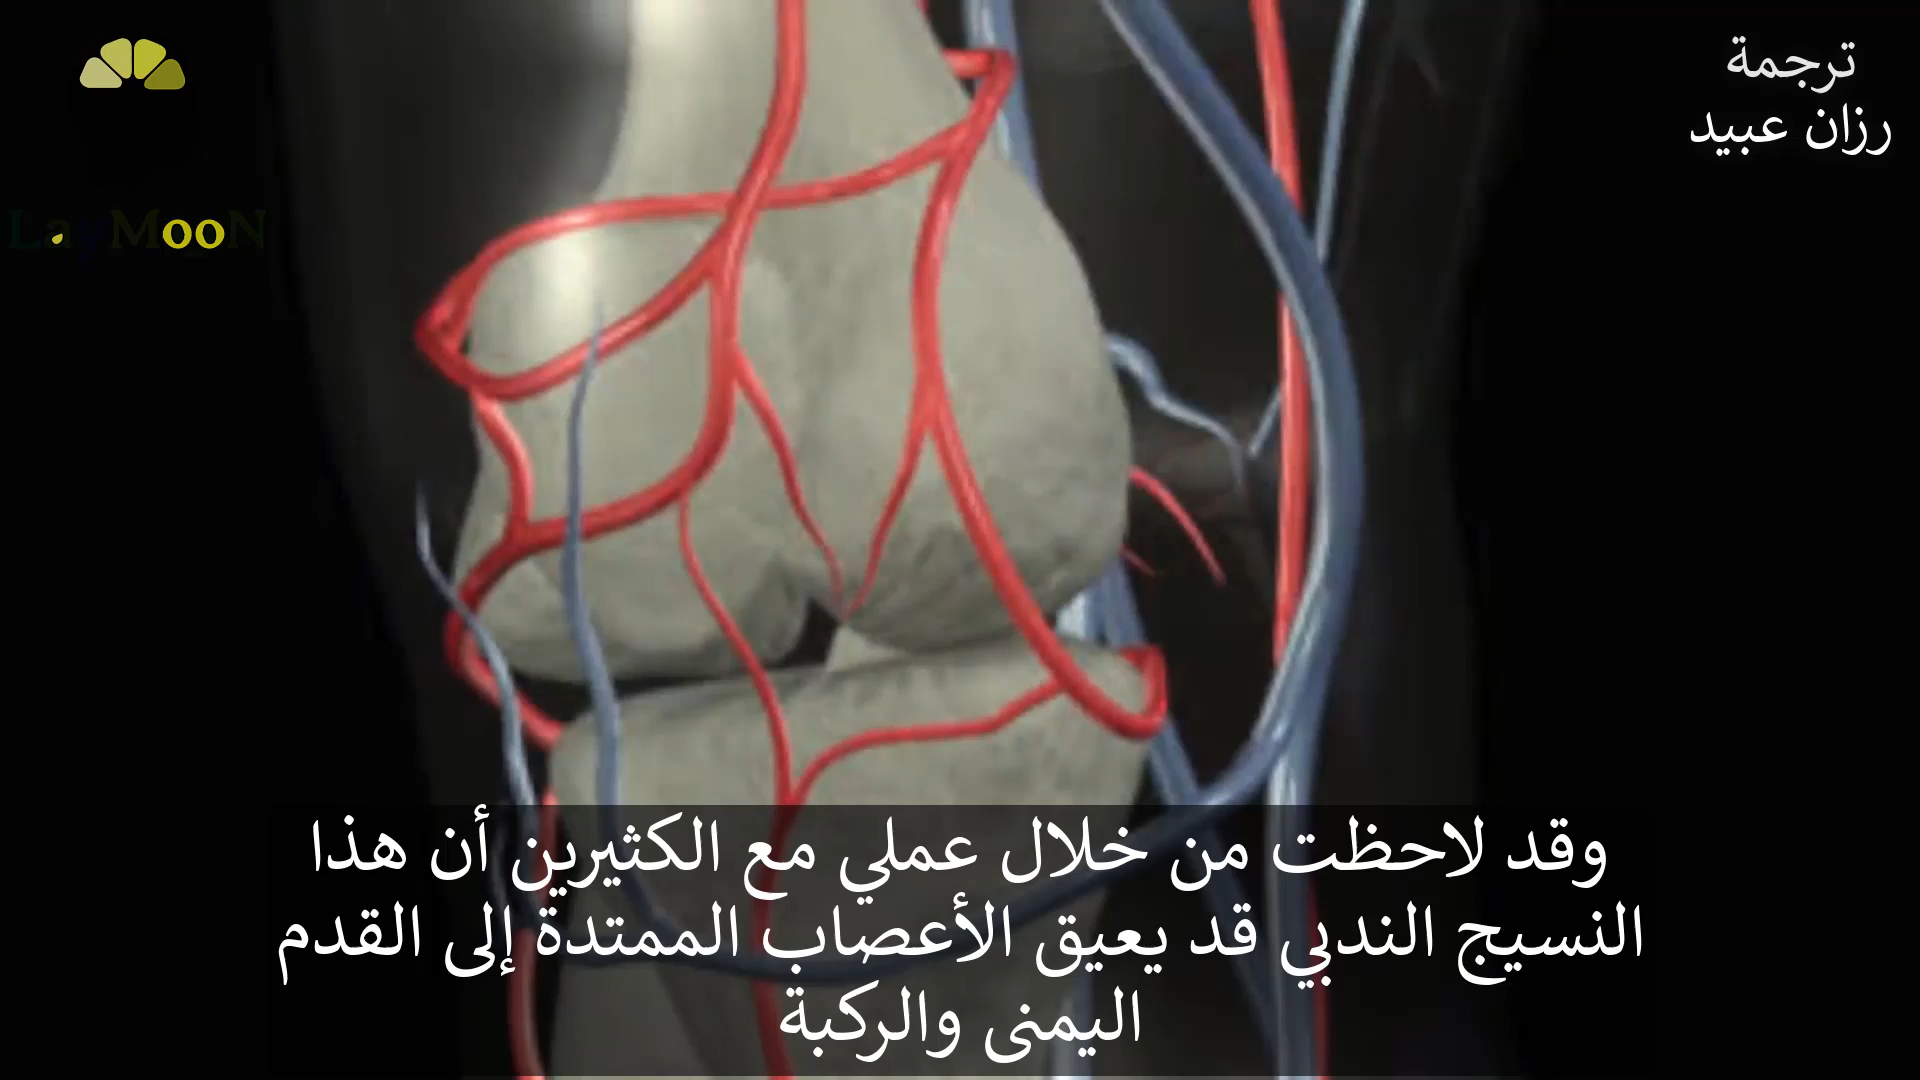 ترجمة
رزان عبيد
LayMooN
وقد لاحظت من خلال عملي مع الكثيرين أن هذا
النسيج الندبي قد يعيق الأعصاب الممتدة إلى القدم
اليمنى والركبة